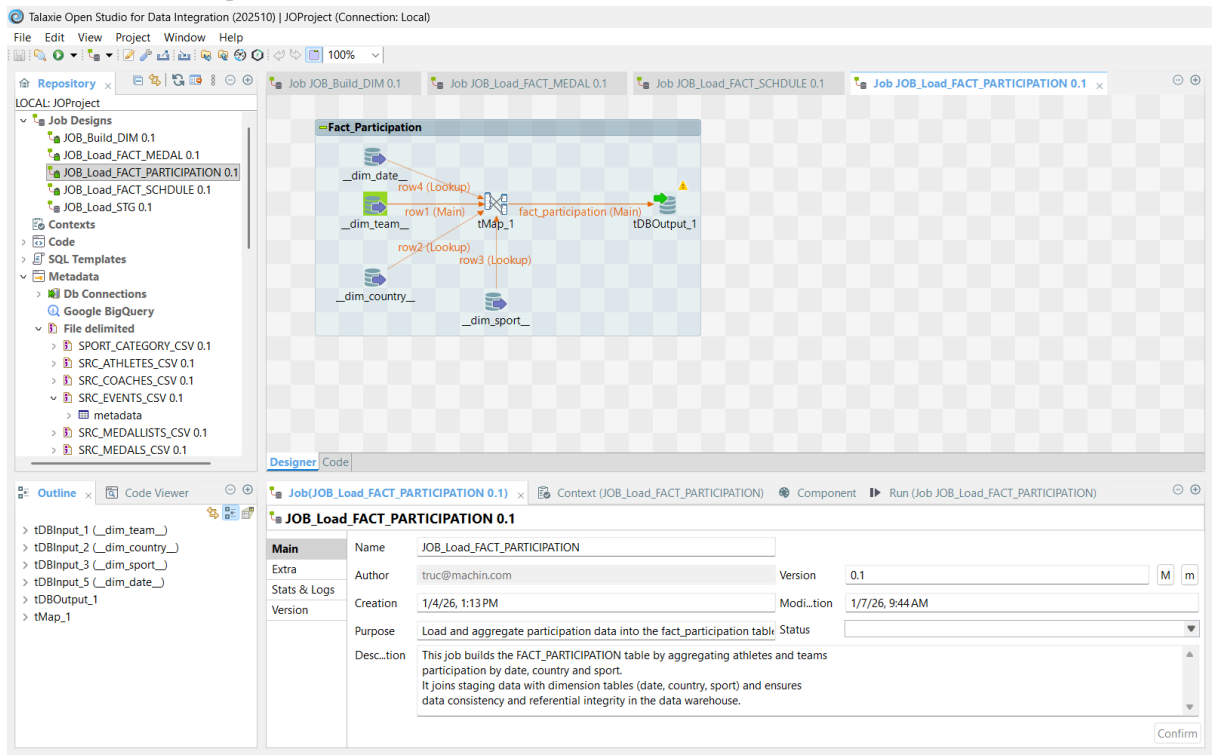 Talaxie Open Studio for Data Integration (202510) | JOProject (Connection: Local)
File Edit View Project Window Help
100%
Repository
LOCAL: JOProject
Job Designs
JOB_Build_DIM 0.1
JOB_Load_FACT_MEDAL 0.1
JOB_Load_FACT_PARTICIPATION 0.1
JOB_Load_FACT_SCHDULE 0.1
JOB_Load_STG 0.1
Contexts
Code
SQL Templates
Metadata
Db Connections
Google BigQuery
File delimited
SPORT_CATEGORY_CSV 0.1
SRC_ATHLETES_CSV 0.1
SRC_COACHES_CSV 0.1
SRC_EVENTS_CSV 0.1
metadata
SRC_MEDALLISTS_CSV 0.1
SRC_MEDALS_CSV 0.1
Job JOB_Build_DIM 0.1 Job JOB_Load_FACT_MEDAL 0.1 Job JOB_Load_FACT_SCHDULE 0.1 Job JOB_Load_FACT_PARTICIPATION 0.1
Fact_Participation
__dim_date__
row4 (Lookup)
row1 (Main) fact_participation (Main)
__dim_team__ tMap_1 tDBOutput_1
row2 (Lookup)
row3 (Lookup)
__dim_country__
__dim_sport__
Designer Code
Outline Code Viewer
tDBInput_1 (__dim_team__)
tDBInput_2 (__dim_country__)
tDBInput_3 (__dim_sport__)
tDBInput_5 (__dim_date__)
tDBOutput_1
tMap_1
Job(JOB_Load_FACT_PARTICIPATION 0.1) Context (JOB_Load_FACT_PARTICIPATION) Component Run (Job JOB_Load_FACT_PARTICIPATION)
JOB_Load_FACT_PARTICIPATION 0.1
Main
Extra
Stats & Logs
Version
Name JOB_Load_FACT_PARTICIPATION
Author truc@machin.com Version 0.1 M m
Creation 1/4/26, 1:13 PM Modi...tion 1/7/26, 9:44 AM
Purpose Load and aggregate participation data into the fact_participation table Status
Desc...tion This job builds the FACT_PARTICIPATION table by aggregating athletes and teams
participation by date, country and sport.
It joins staging data with dimension tables (date, country, sport) and ensures
data consistency and referential integrity in the data warehouse.
Confirm